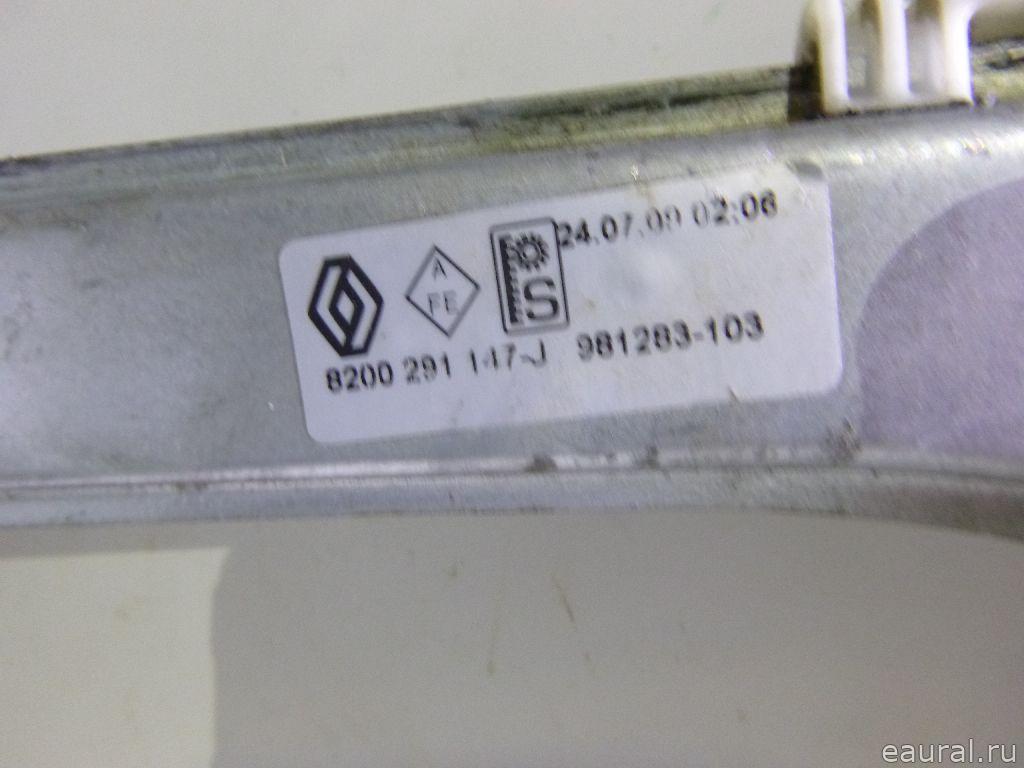 24.07.09 02:06
A
FE
S
8200 291 147-J 981283-103
eaural.ru